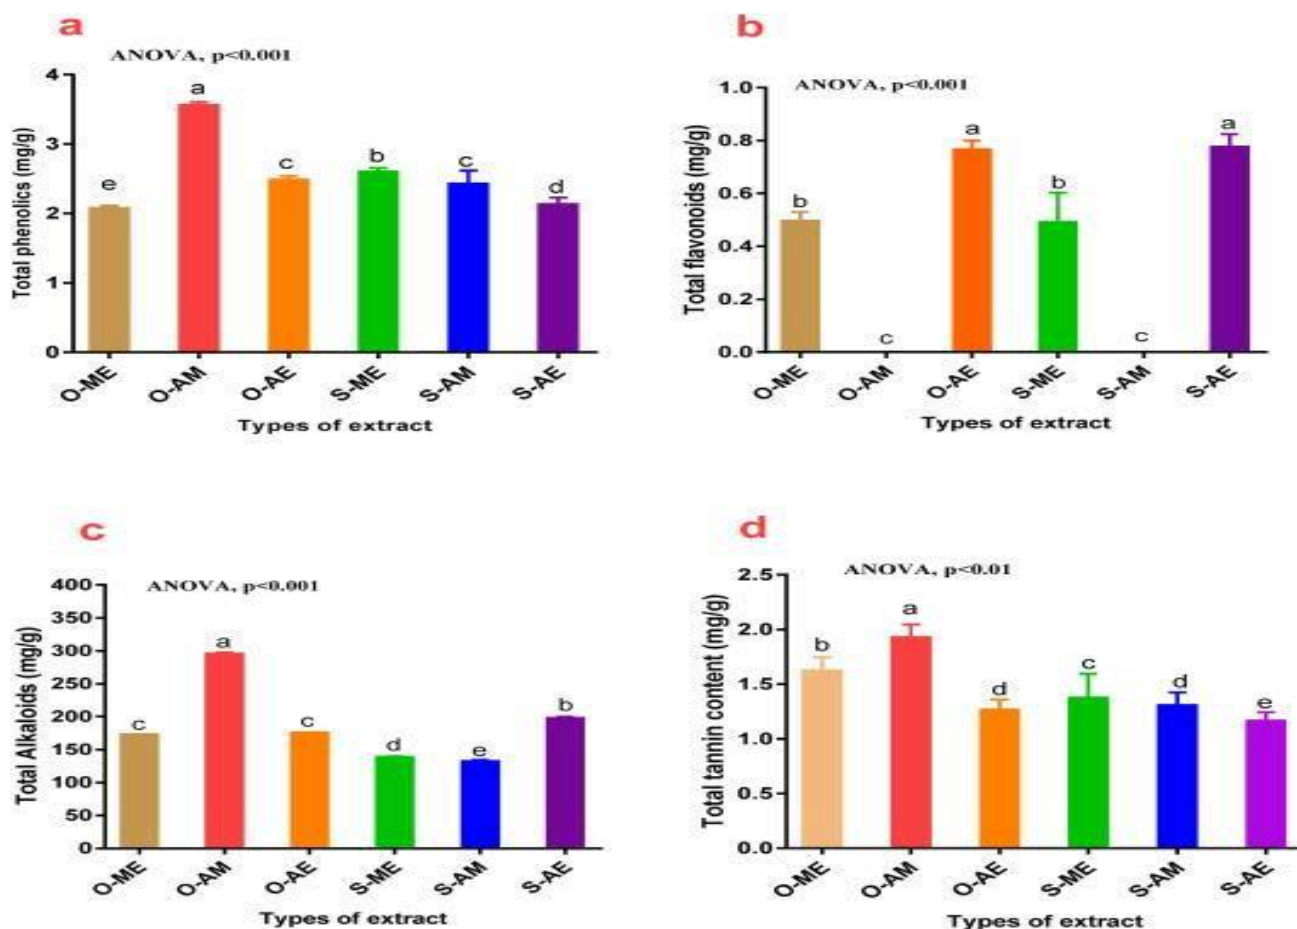 a
ANOVA, p<0.001
Total phenolics (mg/g)
4
3
2
1
0
e
a
c
b
c
d
O-ME
O-AM
O-AE
S-ME
S-AM
S-AE
Types of extract
b
ANOVA, p<0.001
Total flavonoids (mg/g)
1.0
0.8
0.6
0.4
0.2
0.0
b
c
a
b
c
a
O-ME
O-AM
O-AE
S-ME
S-AM
S-AE
Types of extract
c
ANOVA, p<0.001
Total Alkaloids (mg/g)
400
350
300
250
200
150
100
50
0
c
a
c
d
e
b
O-ME
O-AM
O-AE
S-ME
S-AM
S-AE
Types of extract
d
ANOVA, p<0.01
Total tannin content (mg/g)
2.5
2.0
1.5
1.0
0.5
0.0
b
a
d
c
d
e
O-ME
O-AM
O-AE
S-ME
S-AM
S-AE
Types of extract